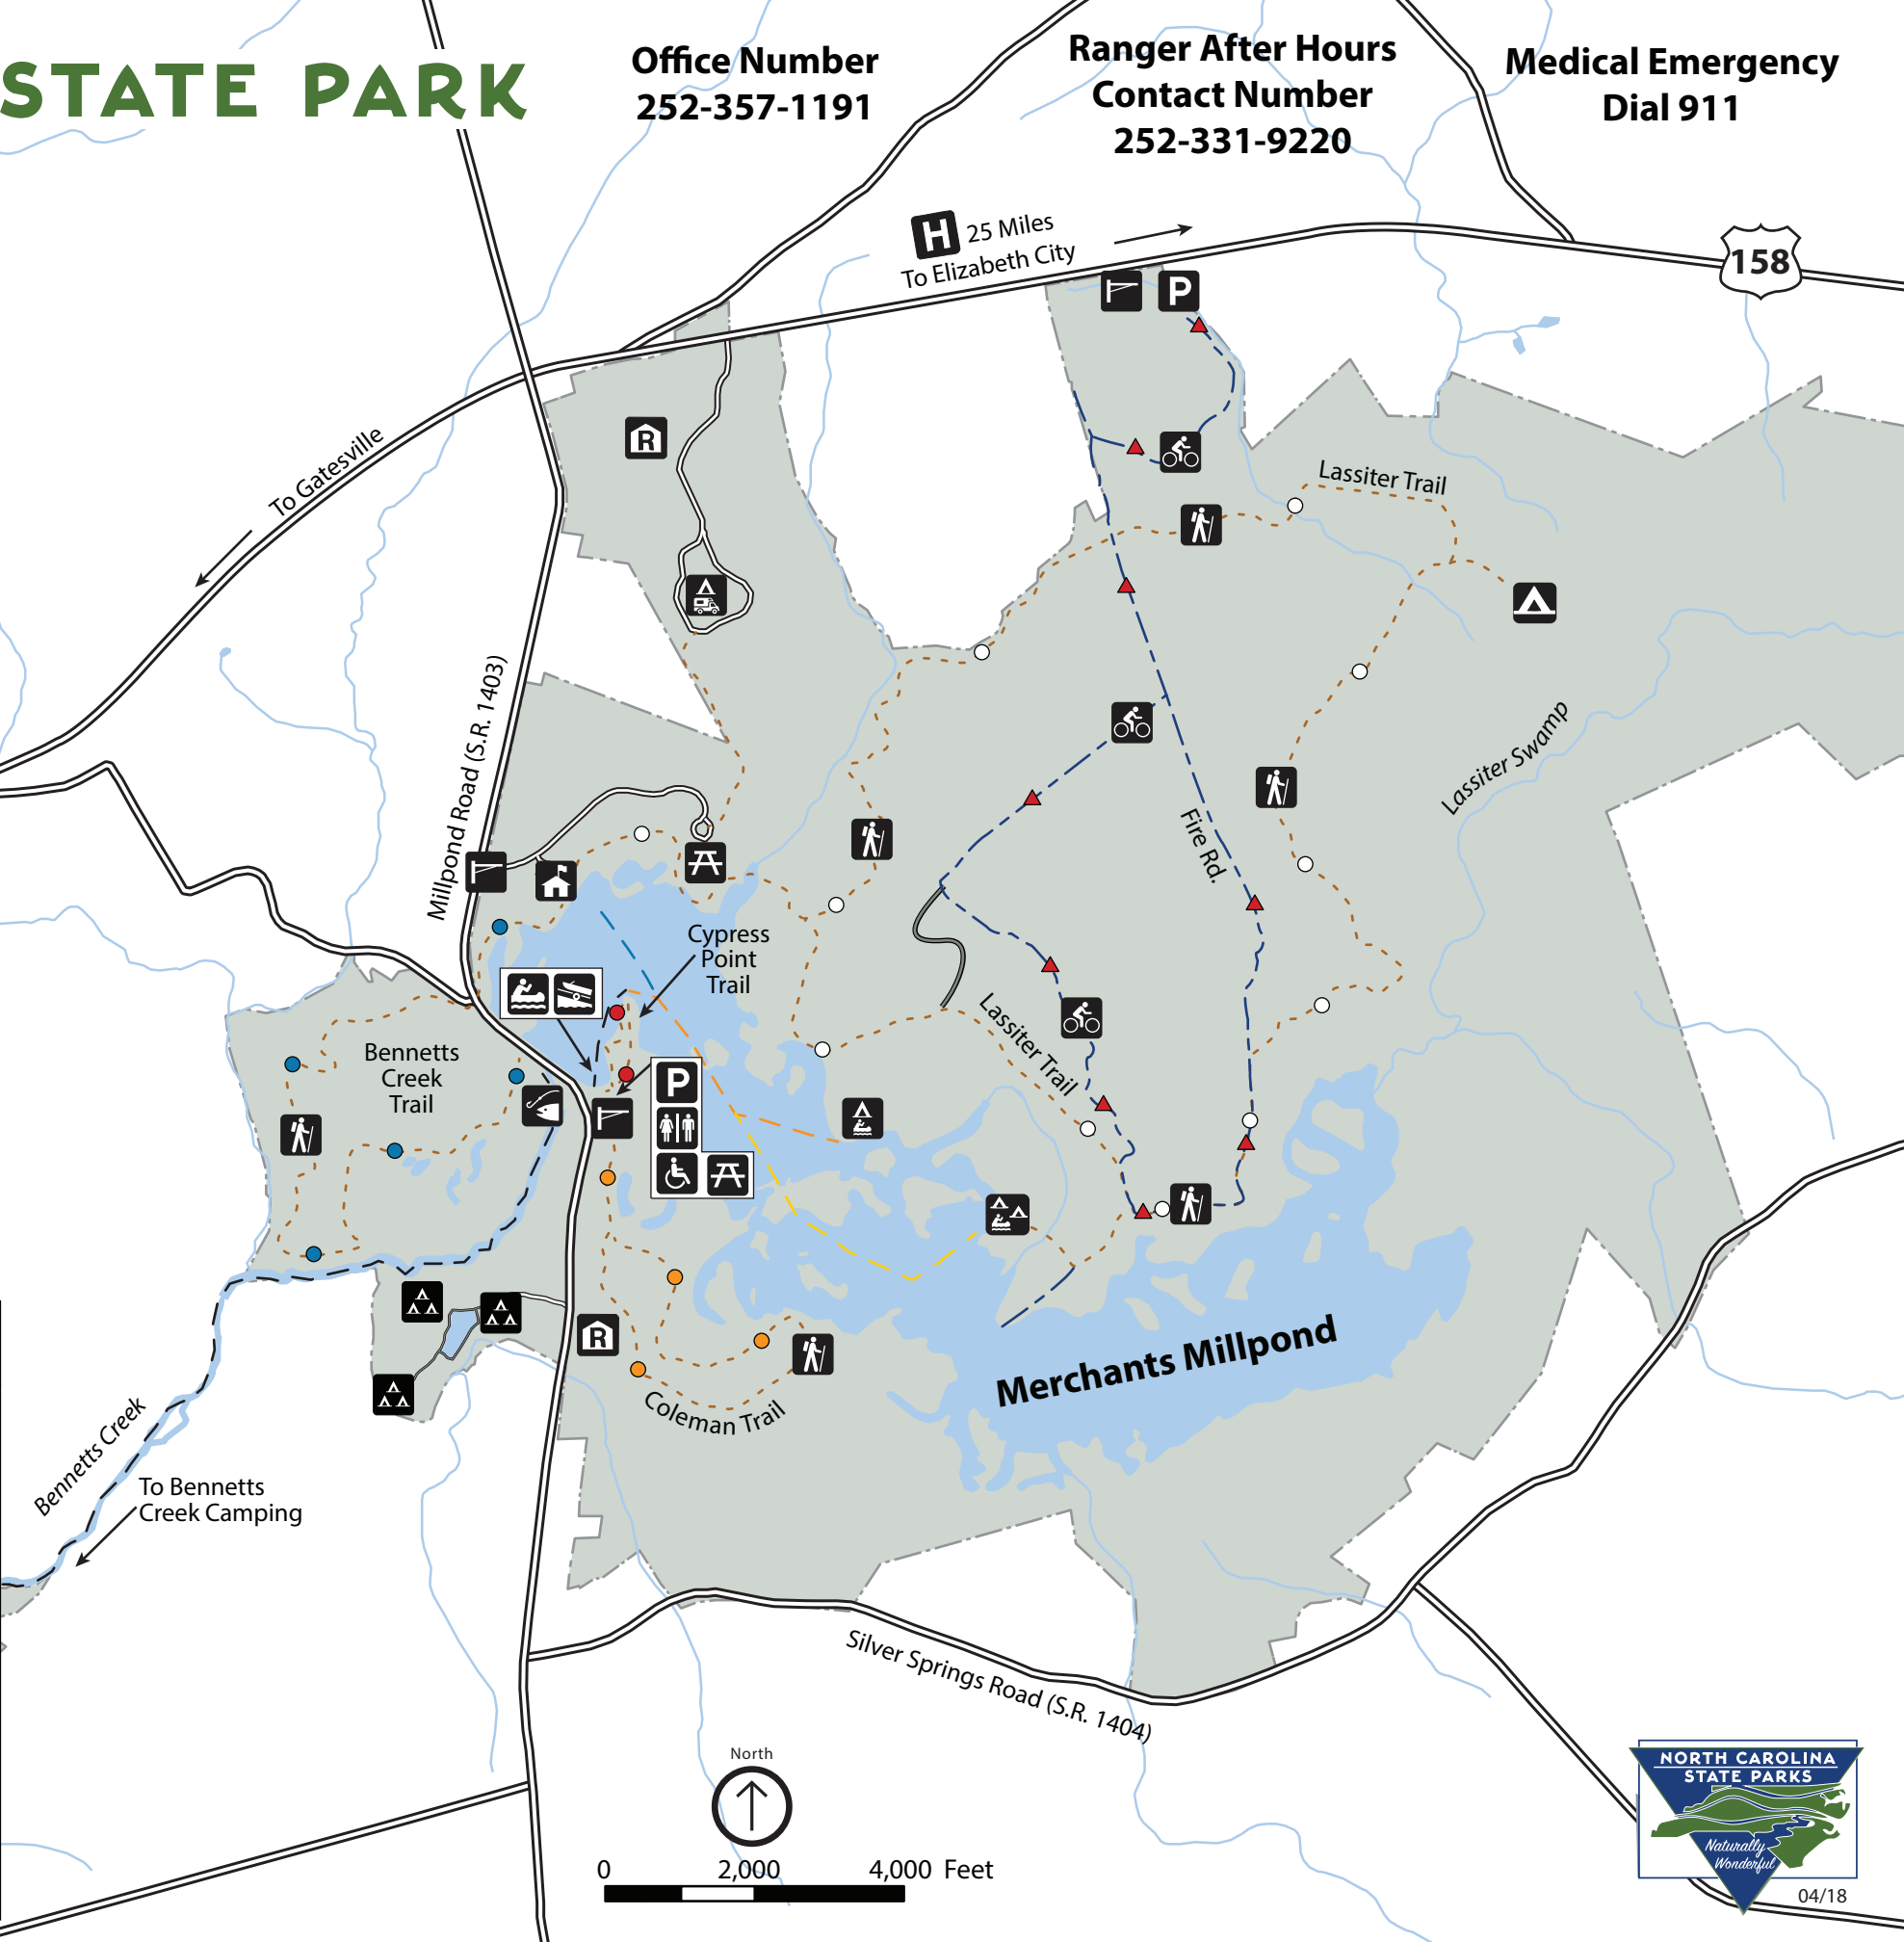 STATE PARK
Office Number
252-357-1191
Ranger After Hours
Contact Number
252-331-9220
Medical Emergency
Dial 911
H 25 Miles
To Elizabeth City
158
P
To Gatesville
R
Lassiter Trail
Millpond Road (S.R. 1403)
Lassiter Swamp
Fire Rd.
Cypress
Point
Trail
Lassiter Trail
Bennetts
Creek
Trail
P
R
Merchants Millpond
Coleman Trail
Bennetts Creek
To Bennetts
Creek Camping
Silver Springs Road (S.R. 1404)
North
0 2,000 4,000 Feet
NORTH CAROLINA
STATE PARKS
Naturally
Wonderful
04/18